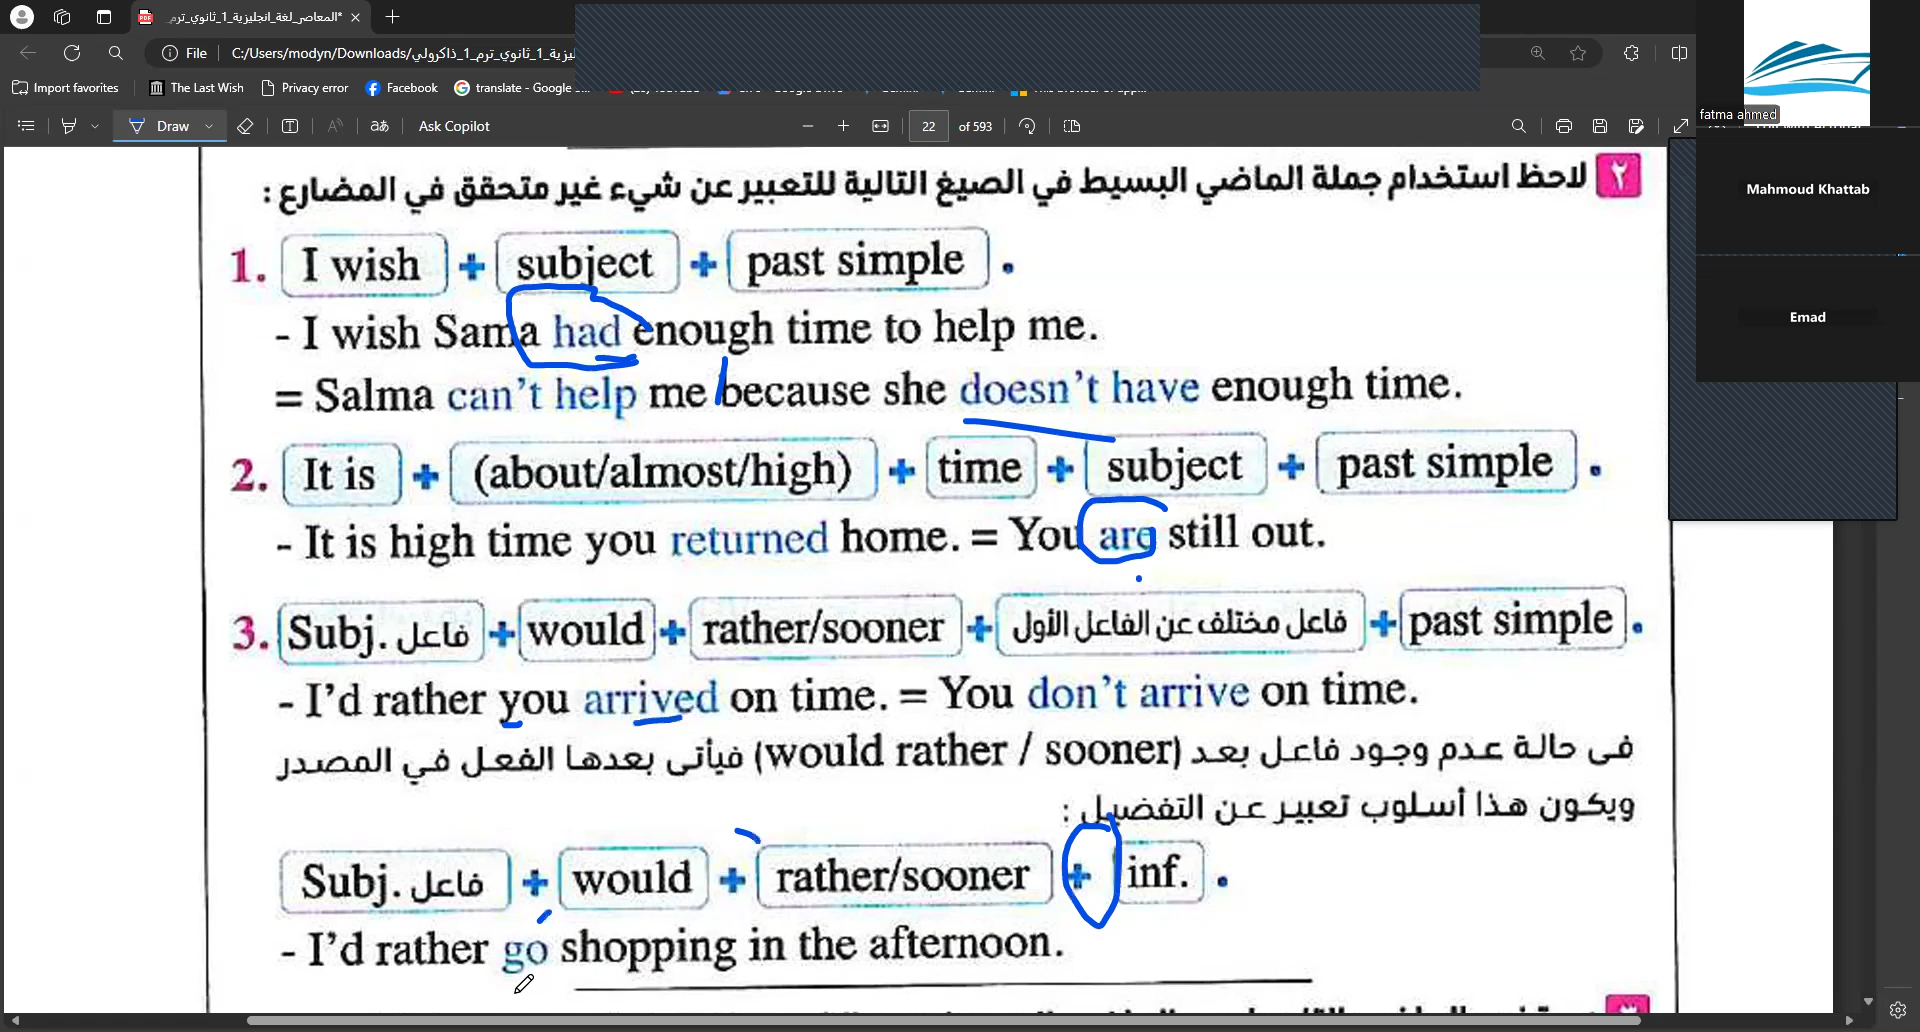 المعاصر_لغة_انجليزية_1_ثانوي_ترم_*
File
C:/Users/modyn/Downloads/ليزية_1_ثانوي_ترم_1_ذاكرولي
Import favorites
The Last Wish
Privacy error
Facebook
translate - Google
fatma ahmed
Draw
Ask Copilot
22 of 593
Mahmoud Khattab
Emad
٢ لاحظ استخدام جملة الماضي البسيط في الصيغ التالية للتعبير عن شيء غير متحقق في المضارع :
1. I wish + subject + past simple .
- I wish Sama had enough time to help me.
= Salma can't help me because she doesn't have enough time.
2. It is + (about/almost/high) + time + subject + past simple .
- It is high time you returned home. = You are still out.
3. Subj. فاعل + would + rather/sooner + فاعل مختلف عن الفاعل الأول + past simple .
- I'd rather you arrived on time. = You don't arrive on time.
فى حالة عدم وجود فاعل بعد (would rather / sooner) فيأتى بعدها الفعل في المصدر
ويكون هذا أسلوب تعبير عن التفضيل :
Subj. فاعل + would + rather/sooner + inf. .
- I'd rather go shopping in the afternoon.